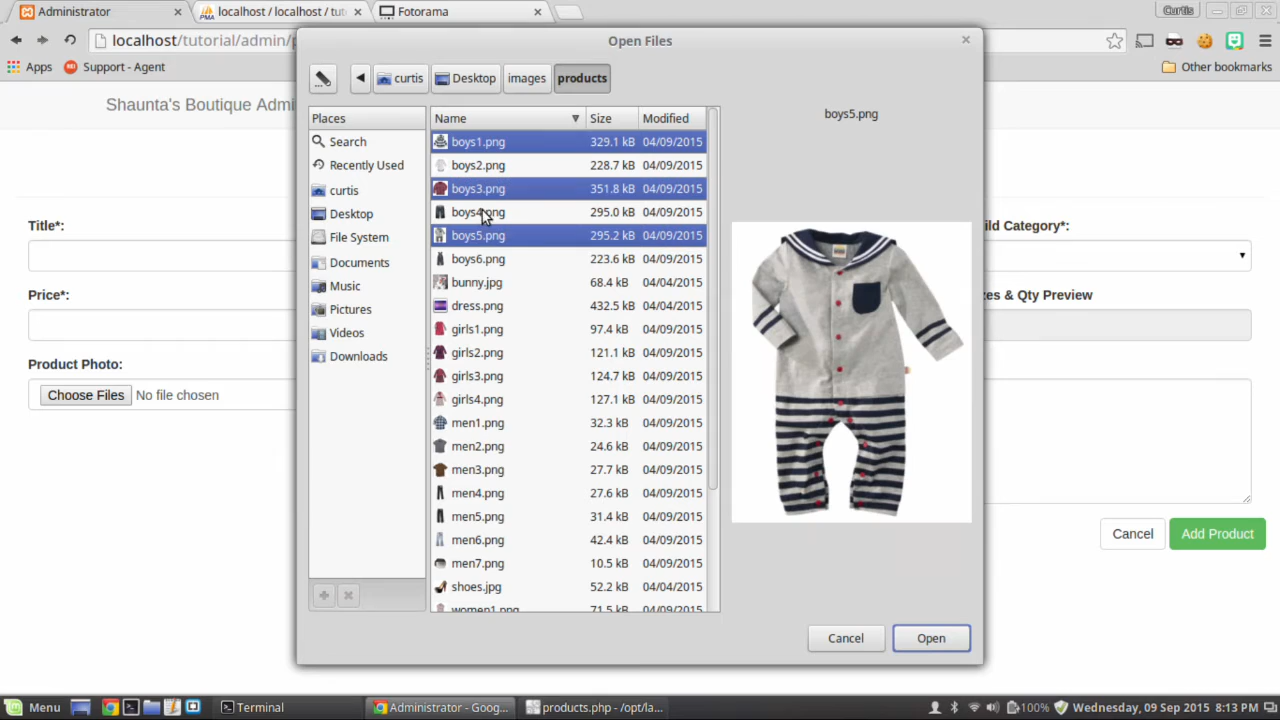 Administrator
localhost / localhost / tut
Fotorama
Curtis
localhost/tutorial/admin/p
Apps
Support - Agent
Other bookmarks
Shaunta's Boutique Admi
Open Files
curtis
Desktop
images
products
Places
Name
Size
Modified
boys5.png
Search
Recently Used
curtis
Desktop
File System
Documents
Music
Pictures
Videos
Downloads
boys1.png 329.1 kB 04/09/2015
boys2.png 228.7 kB 04/09/2015
boys3.png 351.8 kB 04/09/2015
boys4.png 295.0 kB 04/09/2015
boys5.png 295.2 kB 04/09/2015
boys6.png 223.6 kB 04/09/2015
bunny.jpg 68.4 kB 04/04/2015
dress.png 432.5 kB 04/04/2015
girls1.png 97.4 kB 04/09/2015
girls2.png 121.1 kB 04/09/2015
girls3.png 124.7 kB 04/09/2015
girls4.png 127.1 kB 04/09/2015
men1.png 32.3 kB 04/09/2015
men2.png 24.6 kB 04/09/2015
men3.png 27.7 kB 04/09/2015
men4.png 27.6 kB 04/09/2015
men5.png 31.4 kB 04/09/2015
men6.png 42.4 kB 04/09/2015
men7.png 10.5 kB 04/09/2015
shoes.jpg 52.2 kB 04/04/2015
women1.png 71.5 kB 04/09/2015
Cancel
Open
Title*:
Price*:
Product Photo:
Choose Files No file chosen
ild Category*:
zes & Qty Preview
Cancel
Add Product
Menu
Terminal
Administrator - Goog...
products.php - /opt/la...
100%
Wednesday, 09 Sep 2015 8:13 PM